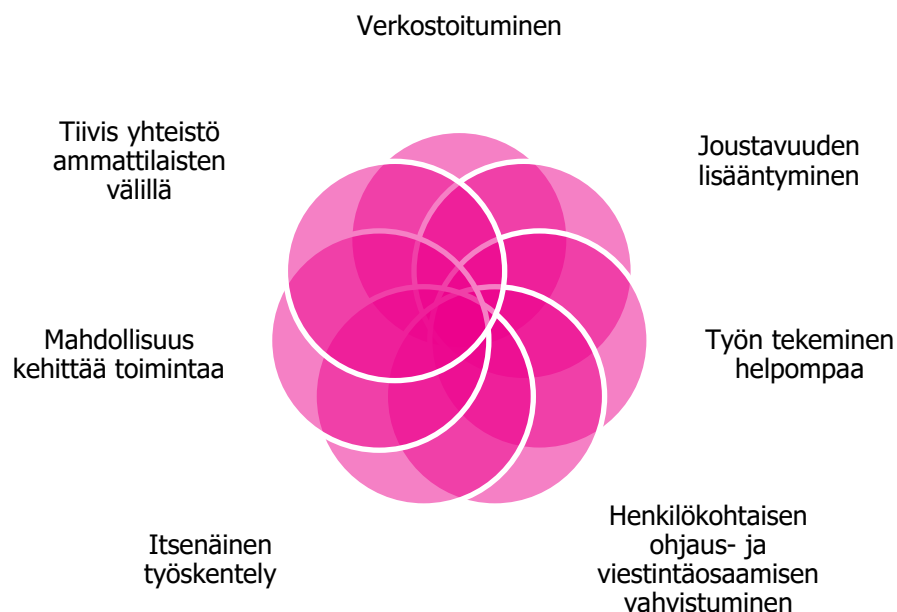 Verkostoituminen
Tiivis yhteistö
ammattilaisten
välillä
Joustavuuden
lisääntyminen
Mahdollisuus
kehittää toimintaa
Työn tekeminen
helpompaa
Itsenäinen
työskentely
Henkilökohtaisen
ohjaus- ja
viestintäosaamisen
vahvistuminen